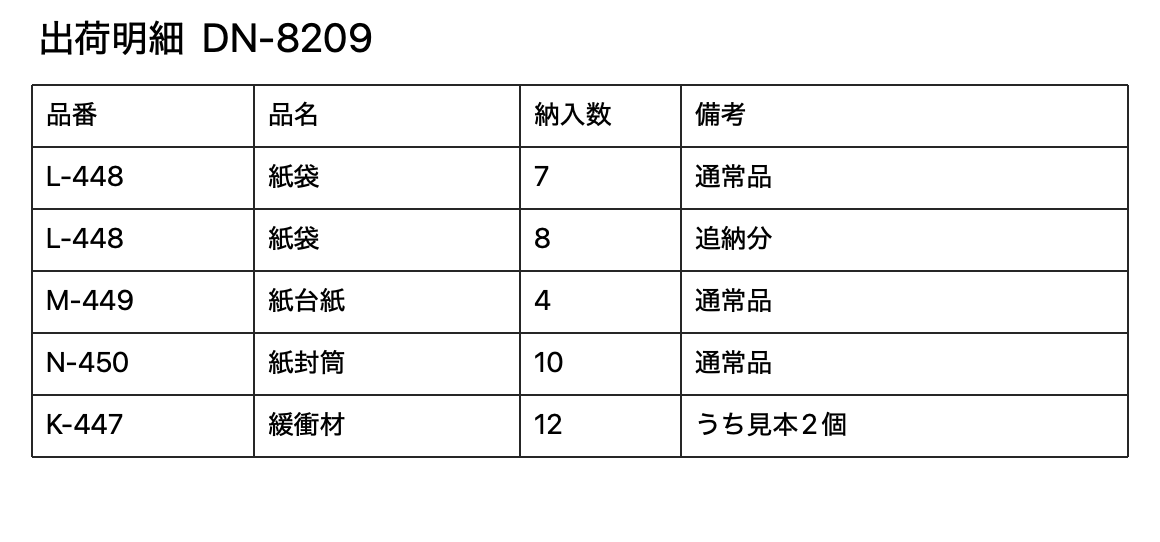 出荷明細 DN-8209
品番 品名 納入数 備考
L-448 紙袋 7 通常品
L-448 紙袋 8 追納分
M-449 紙台紙 4 通常品
N-450 紙封筒 10 通常品
K-447 緩衝材 12 うち見本2個